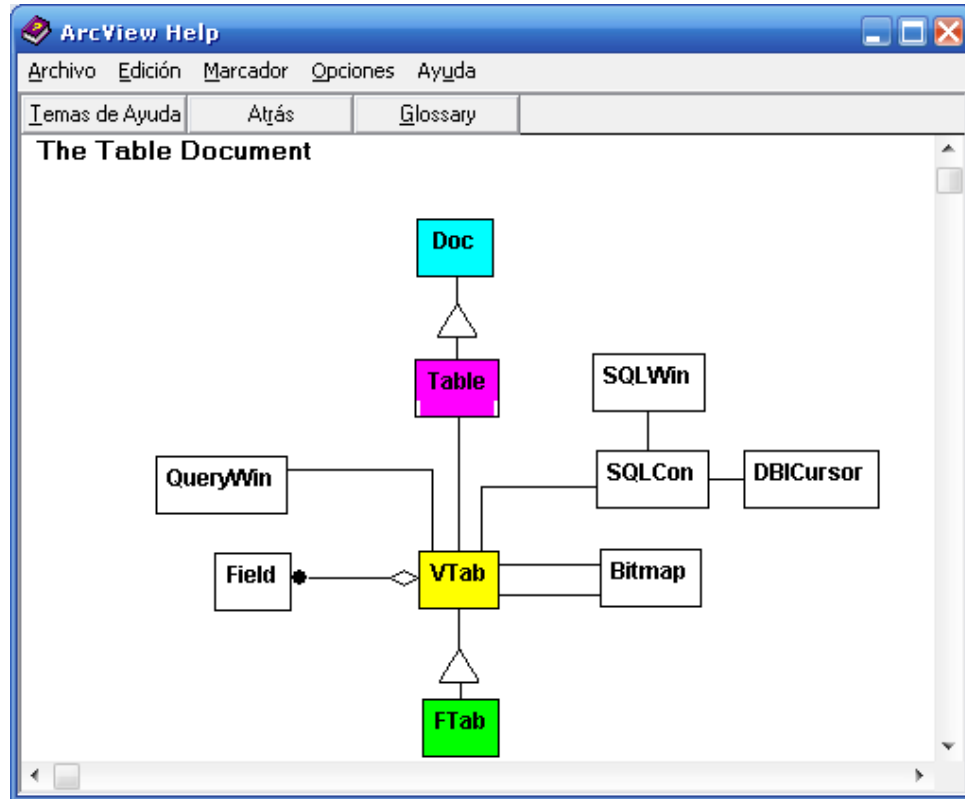 ArcView Help
Archivo Edición Marcador Opciones Ayuda
Temas de Ayuda Atrás Glossary
The Table Document
Doc
Table
SQLWin
QueryWin
SQLCon
DBICursor
Field
VTab
Bitmap
FTab